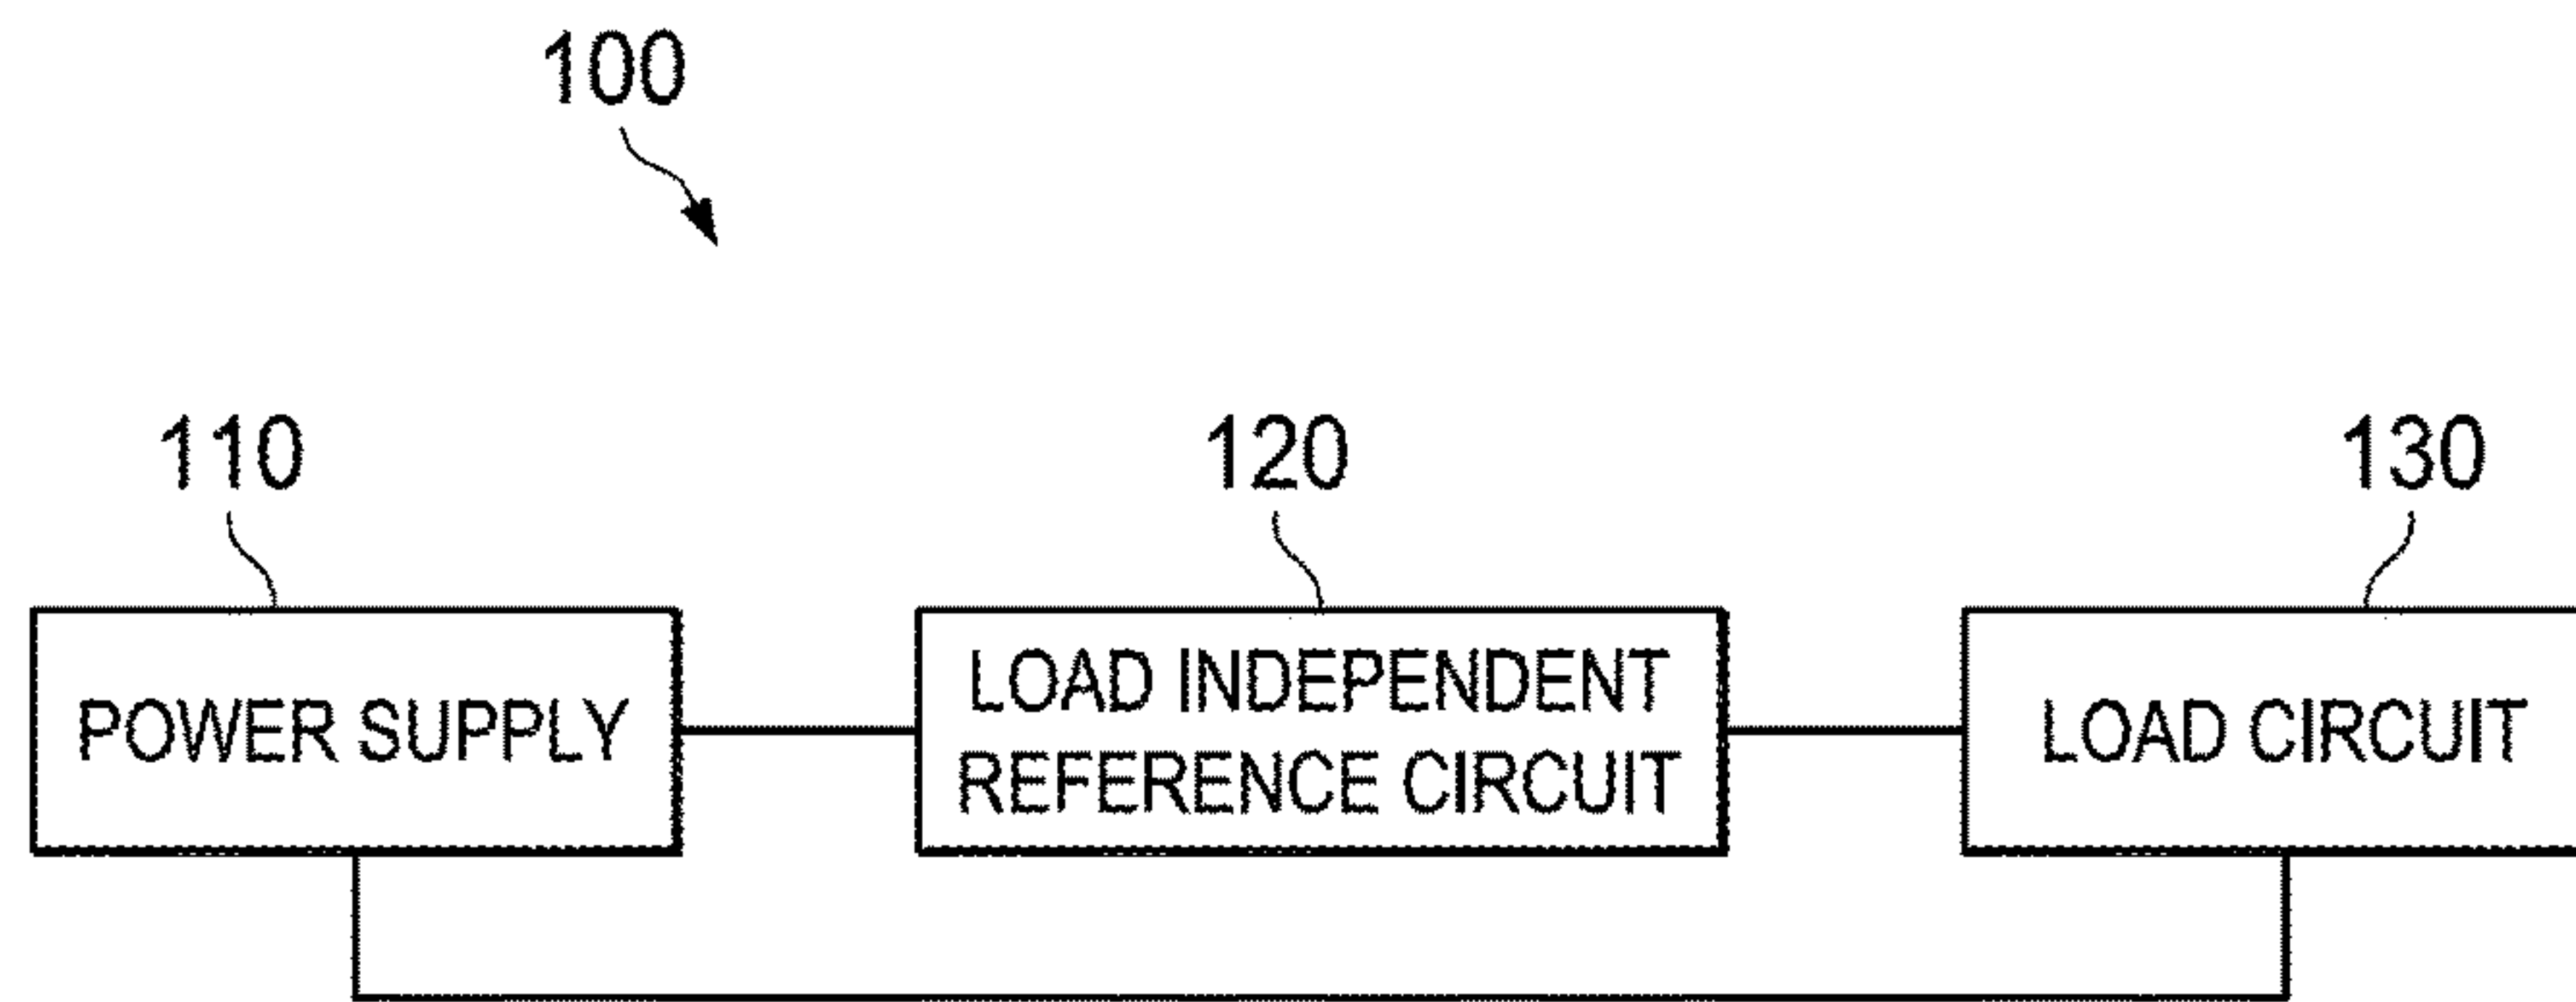 100
110
120
130
POWER SUPPLY
LOAD INDEPENDENT
REFERENCE CIRCUIT
LOAD CIRCUIT